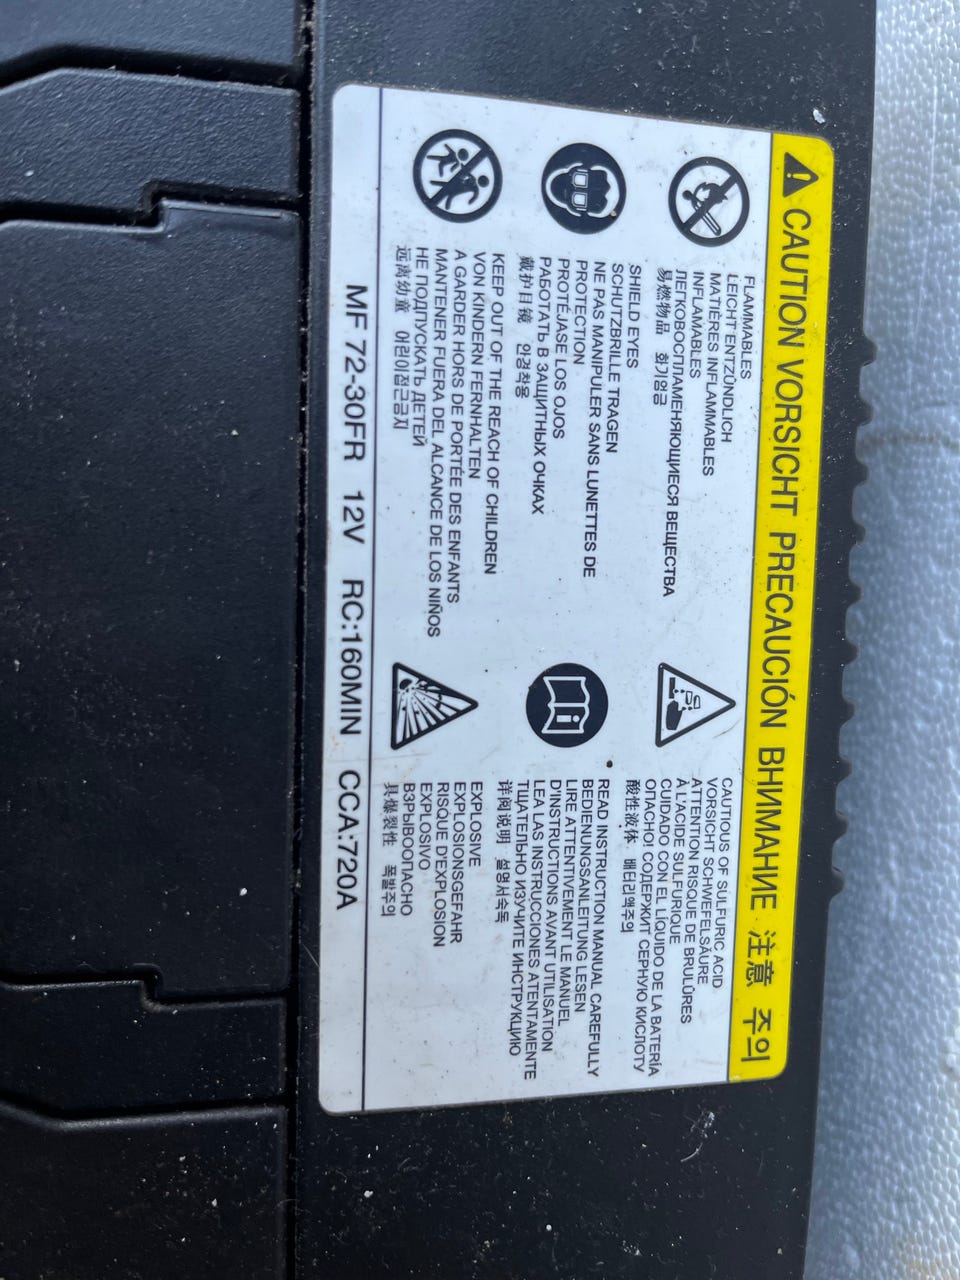 CAUTION VORSICHT PRECAUCIÓN ВНИМАНИЕ 注意 주의
FLAMMABLES
LEICHT ENTZÜNDLICH
MATIÈRES INFLAMMABLES
INFLAMABLES
ЛЕГКОВОСПЛАМЕНЯЮЩИЕСЯ ВЕЩЕСТВА
易燃物品 화기엄금
SHIELD EYES
SCHUTZBRILLE TRAGEN
NE PAS MANIPULER SANS LUNETTES DE
PROTECTION
PROTÉJASE LOS OJOS
РАБОТАТЬ В ЗАЩИТНЫХ ОЧКАХ
戴护目镜 안경착용
KEEP OUT OF THE REACH OF CHILDREN
VON KINDERN FERNHALTEN
A GARDER HORS DE PORTÉE DES ENFANTS
MANTENER FUERA DEL ALCANCE DE LOS NIÑOS
НЕ ПОДПУСКАТЬ ДЕТЕЙ
远离幼童 어린이접근금지
CAUTIOUS OF SULFURIC ACID
VORSICHT SCHWEFELSÄURE
ATTENTION RISQUE DE BRULÛRES
À L'ACIDE SULFURIQUE
CUIDADO CON EL LÍQUIDO DE LA BATERÍA
ОПАСНО! СОДЕРЖИТ СЕРНУЮ КИСЛОТУ
酸性液体 배터리액주의
READ INSTRUCTION MANUAL CAREFULLY
BEDIENUNGSANLEITUNG LESEN
LIRE ATTENTIVEMENT LE MANUEL
D'INSTRUCTIONS AVANT UTILISATION
LEA LAS INSTRUCCIONES ATENTAMENTE
ТЩАТЕЛЬНО ИЗУЧИТЕ ИНСТРУКЦИЮ
详阅说明 설명서숙독
EXPLOSIVE
EXPLOSIONSGEFAHR
RISQUE D'EXPLOSION
EXPLOSIVO
ВЗРЫВООПАСНО
具爆裂性 폭발주의
MF 72-30FR 12V RC:160MIN CCA:720A